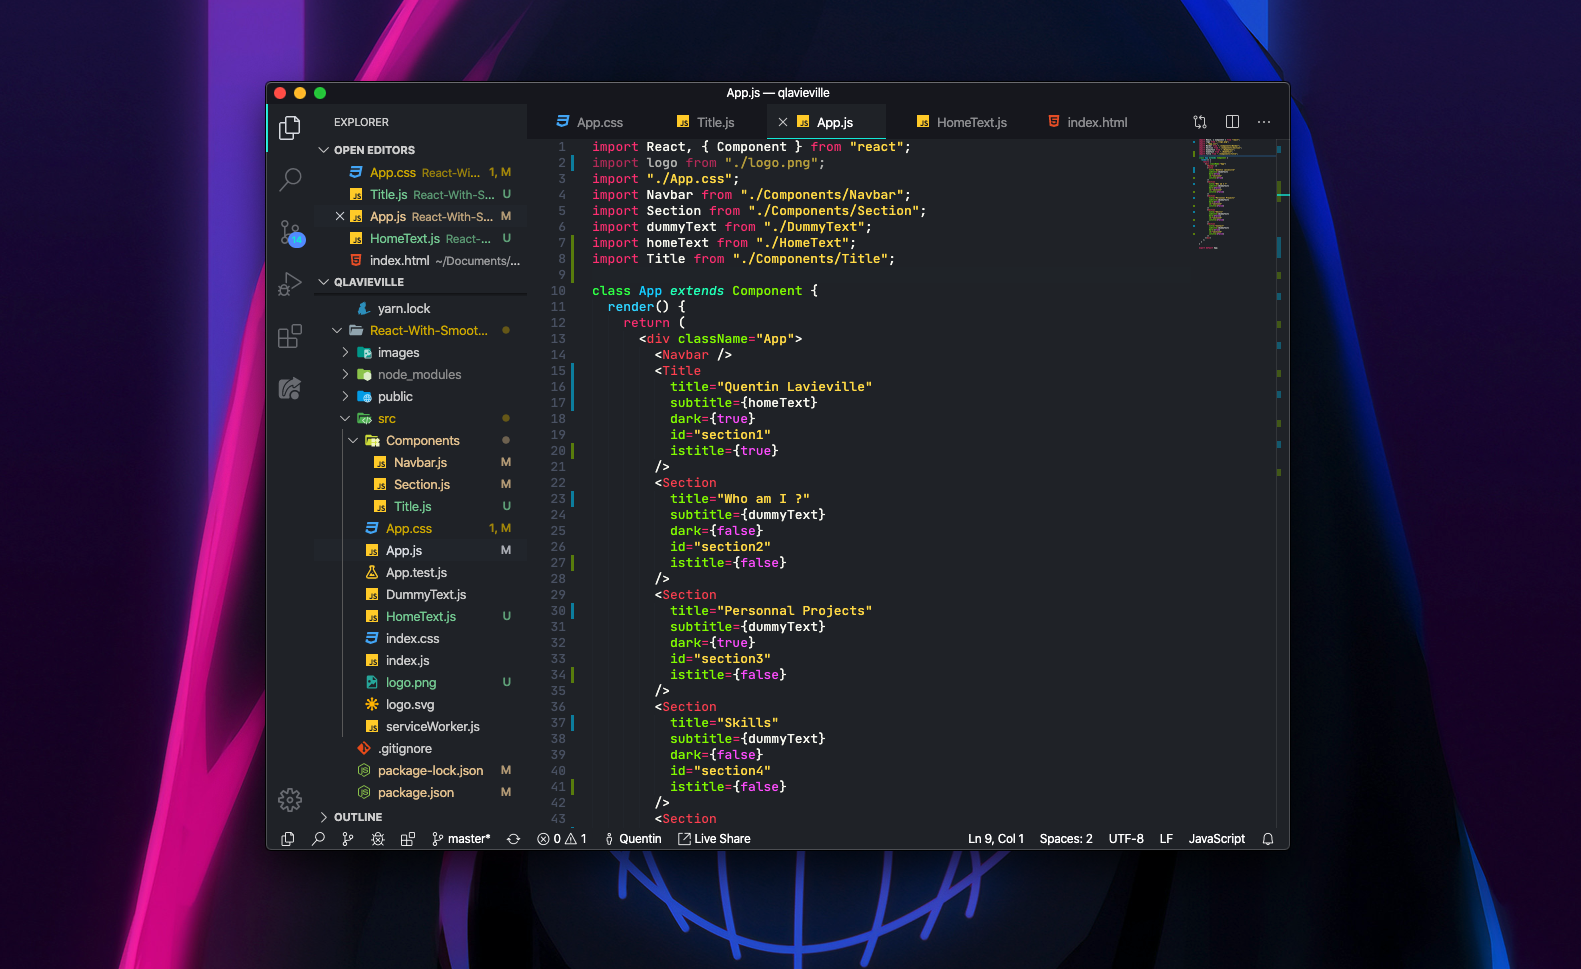 App.js — qlavieville
EXPLORER
App.css
Title.js
App.js
HomeText.js
index.html
OPEN EDITORS
App.css React-Wi... 1, M
Title.js React-With-S... U
App.js React-With-S... M
HomeText.js React-... U
index.html ~/Documents/...
QLAVIEVILLE
yarn.lock
React-With-Smoot...
images
node_modules
public
src
Components
Navbar.js M
Section.js M
Title.js U
App.css 1, M
App.js M
App.test.js
DummyText.js
HomeText.js U
index.css
index.js
logo.png U
logo.svg
serviceWorker.js
.gitignore
package-lock.json M
package.json M
OUTLINE
14
1 import React, { Component } from "react";
2 import logo from "./logo.png";
3 import "./App.css";
4 import Navbar from "./Components/Navbar";
5 import Section from "./Components/Section";
6 import dummyText from "./DummyText";
7 import homeText from "./HomeText";
8 import Title from "./Components/Title";
9
10 class App extends Component {
11 render() {
12 return (
13 <div className="App">
14 <Navbar />
15 <Title
16 title="Quentin Lavieville"
17 subtitle={homeText}
18 dark={true}
19 id="section1"
20 istitle={true}
21 />
22 <Section
23 title="Who am I ?"
24 subtitle={dummyText}
25 dark={false}
26 id="section2"
27 istitle={false}
28 />
29 <Section
30 title="Personnal Projects"
31 subtitle={dummyText}
32 dark={true}
33 id="section3"
34 istitle={false}
35 />
36 <Section
37 title="Skills"
38 subtitle={dummyText}
39 dark={false}
40 id="section4"
41 istitle={false}
42 />
43 <Section
master* 0 1 Quentin Live Share Ln 9, Col 1 Spaces: 2 UTF-8 LF JavaScript